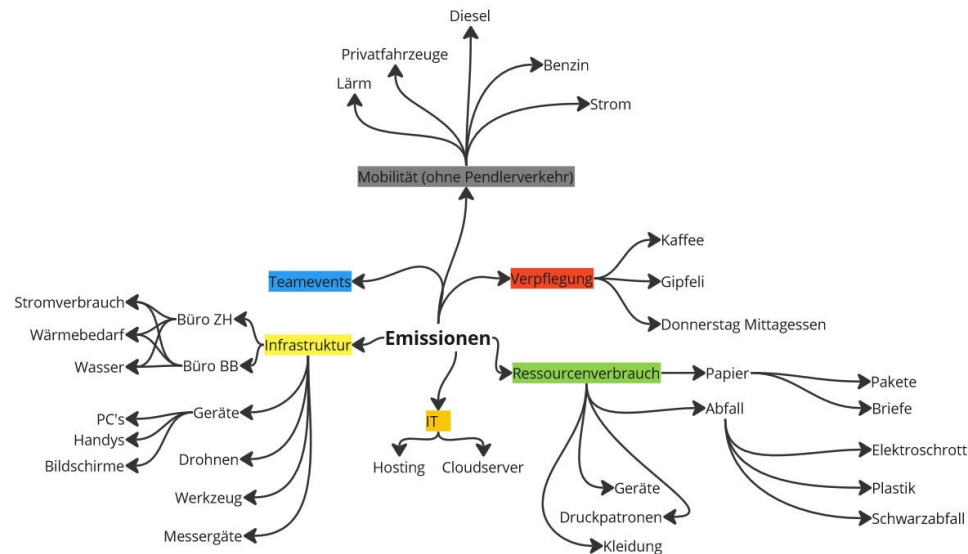 Diesel
Privatfahrzeuge
Benzin
Lärm
Strom
Mobilität (ohne Pendlerverkehr)
Kaffee
Teamevents
Verpflegung
Gipfeli
Stromverbrauch
Büro ZH
Donnerstag Mittagessen
Wärmebedarf
Infrastruktur
Emissionen
Wasser
Büro BB
Ressourcenverbrauch
Papier
Pakete
PC's
Geräte
IT
Abfall
Briefe
Handys
Bildschirme
Drohnen
Hosting
Cloudserver
Elektroschrott
Werkzeug
Geräte
Plastik
Messergäte
Druckpatronen
Schwarzabfall
Kleidung